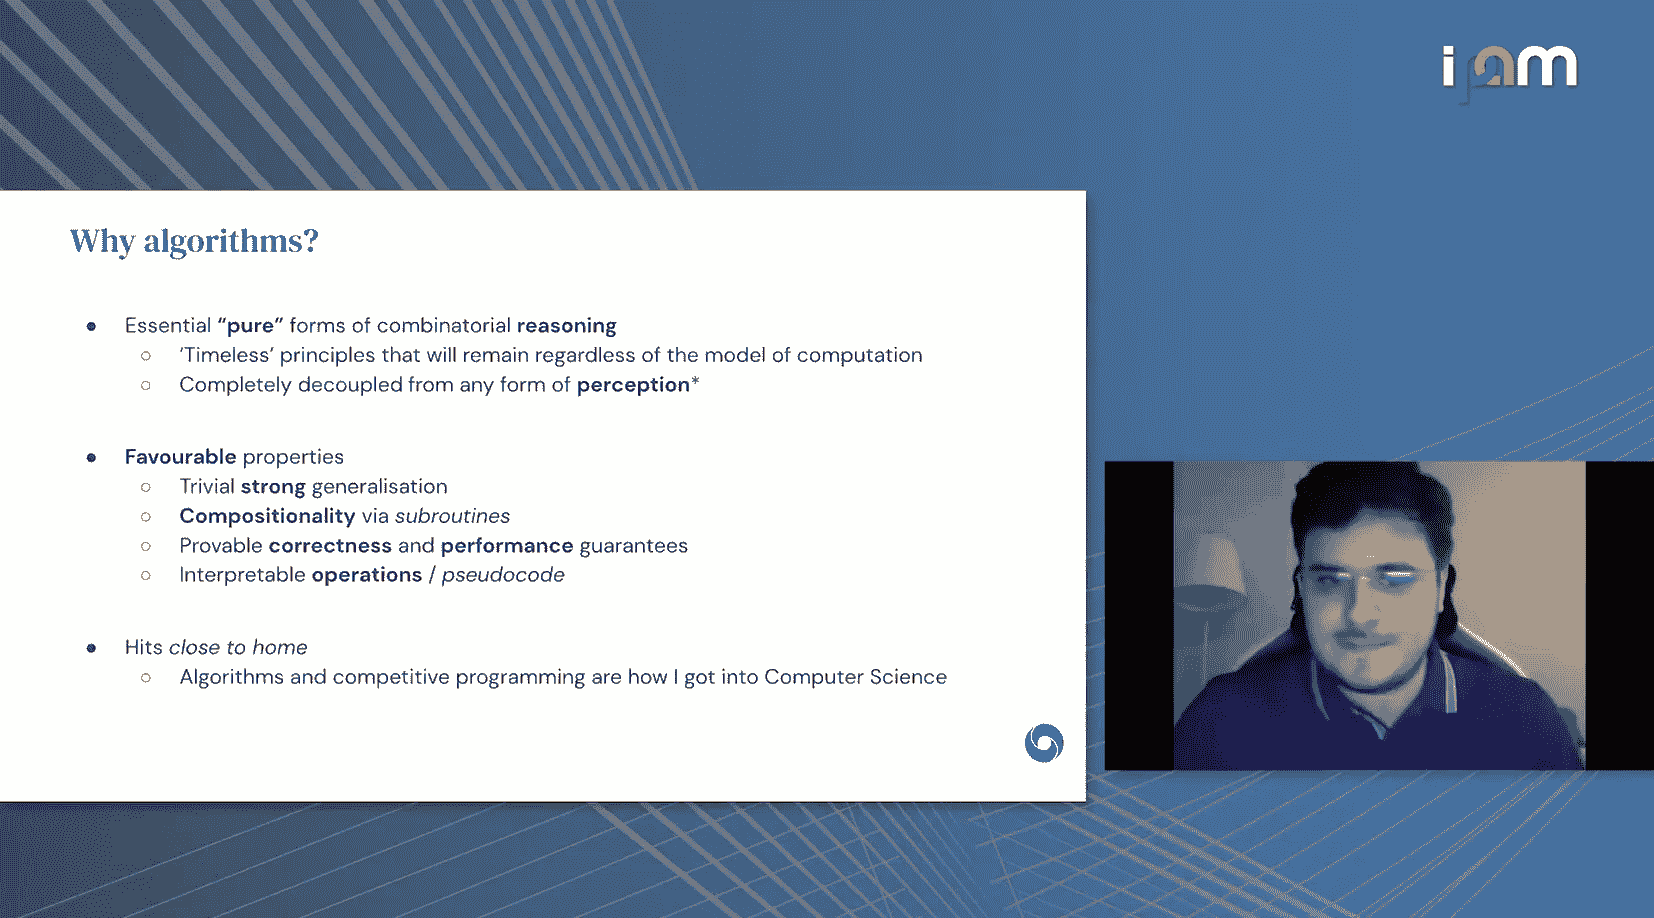 ipam
Why algorithms?
● Essential “pure” forms of combinatorial reasoning
○ ‘Timeless’ principles that will remain regardless of the model of computation
○ Completely decoupled from any form of perception*
● Favourable properties
○ Trivial strong generalisation
○ Compositionality via subroutines
○ Provable correctness and performance guarantees
○ Interpretable operations / pseudocode
● Hits close to home
○ Algorithms and competitive programming are how I got into Computer Science